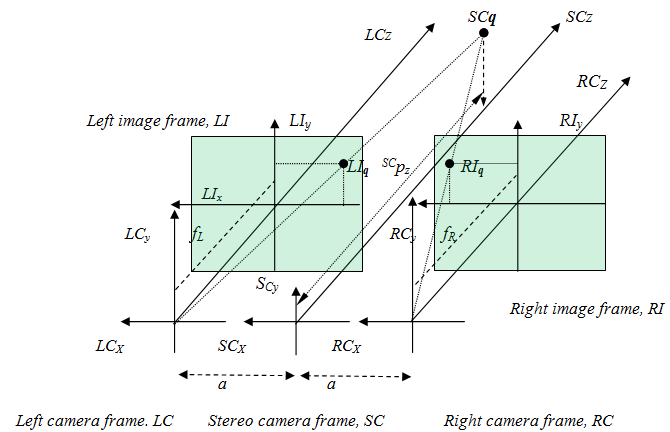 SCq
SCZ
LCZ
RCZ
Left image frame, LI
LIy
RIy
LIq
SCpz
RIq
LIx
LCy
fL
RCy
fR
SCy
Right image frame, RI
LCX
SCX
RCX
a
a
Left camera frame. LC
Stereo camera frame, SC
Right camera frame, RC